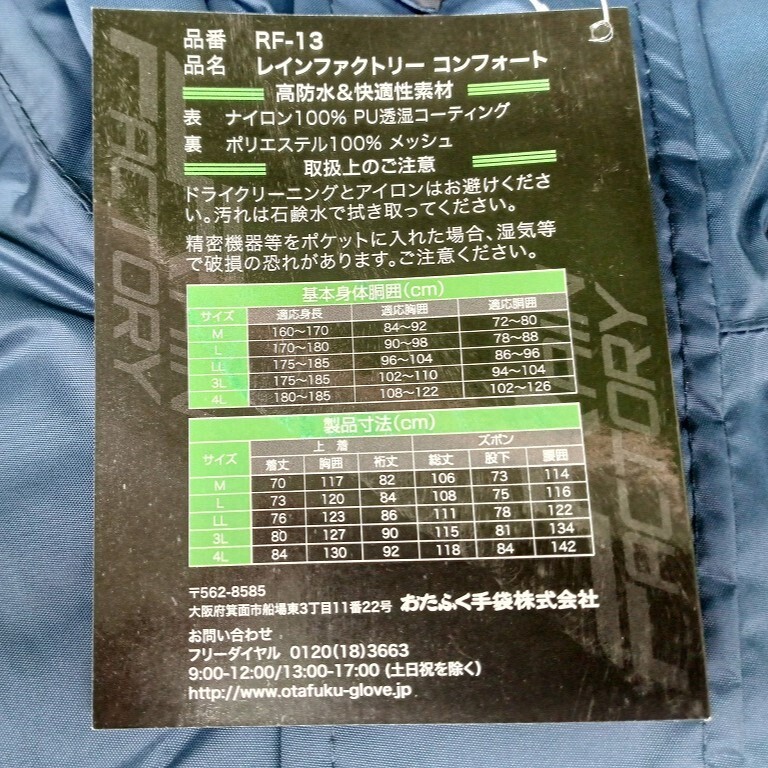 品番 RF-13
品名 レインファクトリー コンフォート
高防水&快適性素材
表 ナイロン100% PU透湿コーティング
裏 ポリエステル100% メッシュ
取扱上のご注意
ドライクリーニングとアイロンはお避けくださ
い。汚れは石鹸水で拭き取ってください。
精密機器等をポケットに入れた場合、湿気等
で破損の恐れがあります。ご注意ください。
基本身体胴囲(cm)
サイズ 適応身長 適応胸囲 適応胴囲
M 160〜170 84〜92 72〜80
L 170〜180 90〜98 78〜88
LL 175〜185 96〜104 86〜96
3L 175〜185 102〜110 94〜104
4L 180〜185 108〜122 102〜126
製品寸法(cm)
サイズ 上着 ズボン
着丈 胸囲 裄丈 総丈 股下 腰囲
M 70 117 82 106 73 114
L 73 120 84 108 75 116
LL 76 123 86 111 78 122
3L 80 127 90 115 81 134
4L 84 130 92 118 84 142
〒562-8585
大阪府箕面市船場東3丁目11番22号 おたふく手袋株式会社
お問い合わせ
フリーダイヤル 0120(18)3663
9:00-12:00/13:00-17:00 (土日祝を除く)
http://www.otafuku-glove.jp
FACTORY
RAIN
FACTORY